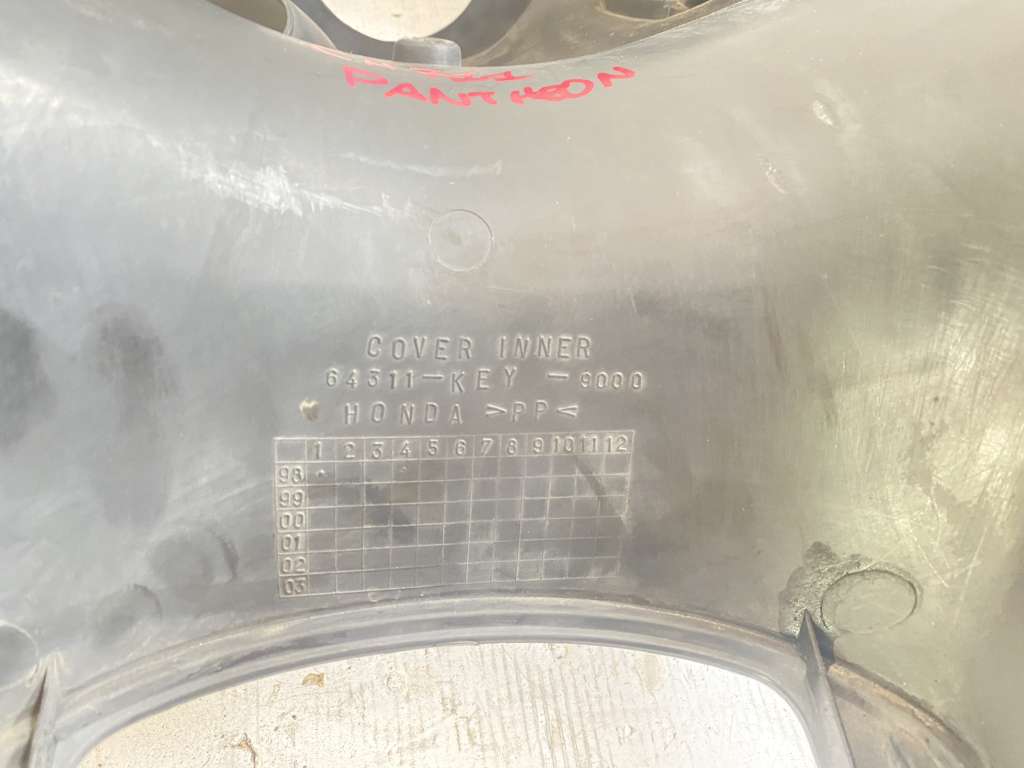 PANTHEON
COVER INNER
64311-KEY-9000
HONDA >PP<
1 2 3 4 5 6 7 8 9 10 11 12
98
99
00
01
02
03